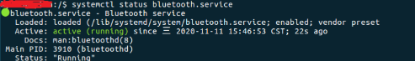 :/$ systemctl status bluetooth.service
● bluetooth.service - Bluetooth service
Loaded: loaded (/lib/systemd/system/bluetooth.service; enabled; vendor preset
Active: active (running) since 三 2020-11-11 15:46:53 CST; 22s ago
Docs: man:bluetoothd(8)
Main PID: 3910 (bluetoothd)
Status: "Running"